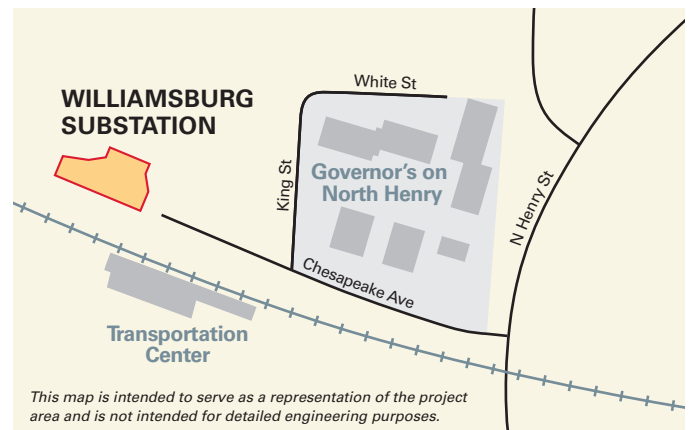 WILLIAMSBURG
SUBSTATION
White St
King St
Governor's on
North Henry
N Henry St
Chesapeake Ave
Transportation
Center
This map is intended to serve as a representation of the project
area and is not intended for detailed engineering purposes.